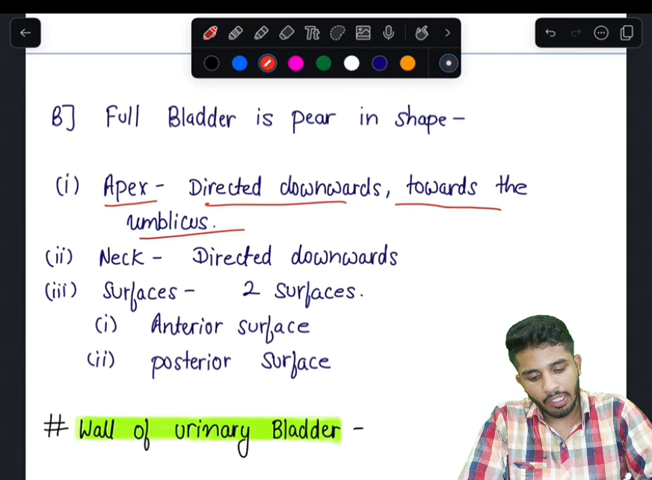 B] Full Bladder is pear in shape -
(i) Apex - Directed downwards, towards the
umblicus.
(ii) Neck - Directed downwards
(iii) Surfaces - 2 surfaces.
(i) Anterior surface
(ii) posterior surface
# Wall of urinary Bladder -